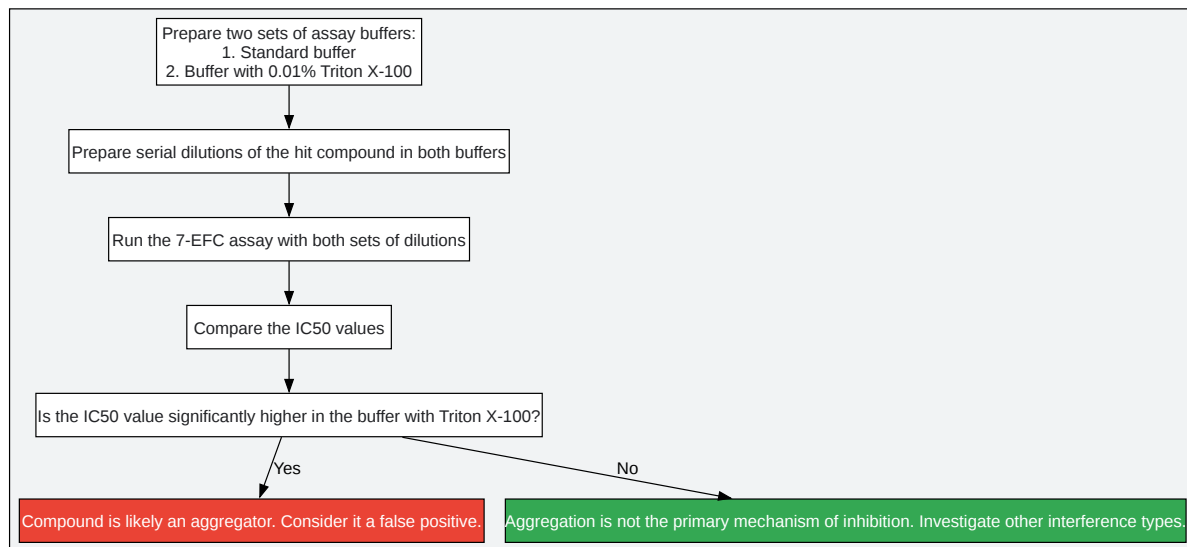 Prepare two sets of assay buffers:
1. Standard buffer
2. Buffer with 0.01% Triton X-100
Prepare serial dilutions of the hit compound in both buffers
Run the 7-EFC assay with both sets of dilutions
Compare the IC50 values
Is the IC50 value significantly higher in the buffer with Triton X-100?
Yes
No
Compound is likely an aggregator. Consider it a false positive.
Aggregation is not the primary mechanism of inhibition. Investigate other interference types.